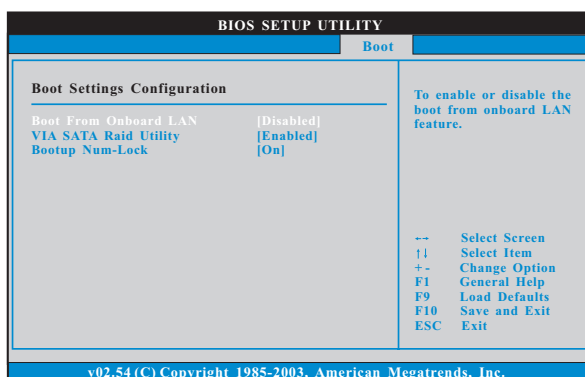 BIOS SETUP UTILITY
Boot
Boot Settings Configuration
Boot From Onboard LAN [Disabled]
VIA SATA Raid Utility [Enabled]
Bootup Num-Lock [On]
To enable or disable the
boot from onboard LAN
feature.
←→ Select Screen
↑↓ Select Item
+ - Change Option
F1 General Help
F9 Load Defaults
F10 Save and Exit
ESC Exit
v02.54 (C) Copyright 1985-2003, American Megatrends, Inc.